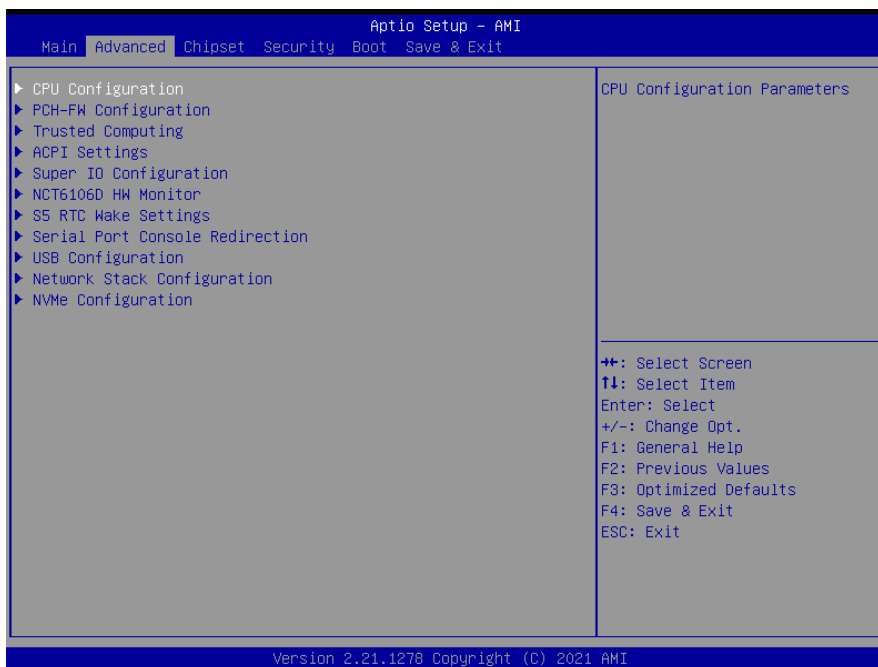 Aptio Setup - AMI
Main Advanced Chipset Security Boot Save & Exit
▶ CPU Configuration
▶ PCH-FW Configuration
▶ Trusted Computing
▶ ACPI Settings
▶ Super IO Configuration
▶ NCT6106D HW Monitor
▶ S5 RTC Wake Settings
▶ Serial Port Console Redirection
▶ USB Configuration
▶ Network Stack Configuration
▶ NVMe Configuration
CPU Configuration Parameters
→←: Select Screen
↑↓: Select Item
Enter: Select
+/-: Change Opt.
F1: General Help
F2: Previous Values
F3: Optimized Defaults
F4: Save & Exit
ESC: Exit
Version 2.21.1278 Copyright (C) 2021 AMI